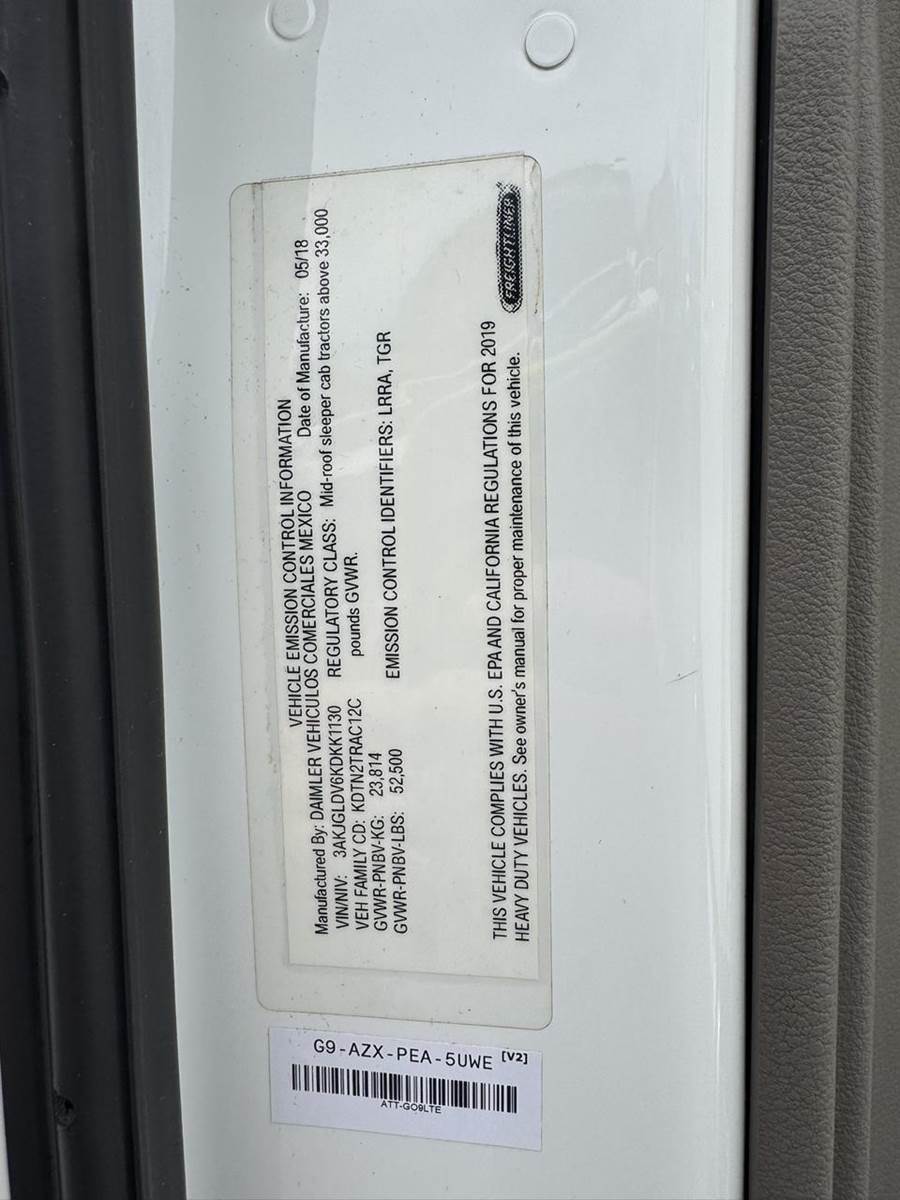 VEHICLE EMISSION CONTROL INFORMATION
Manufactured By: DAIMLER VEHICULOS COMERCIALES MEXICO Date of Manufacture: 05/18
VIN/NIV: 3AKJGLDV6KDKK1130 REGULATORY CLASS: Mid-roof sleeper cab tractors above 33,000
VEH FAMILY CD: KDTN2TRAC12C pounds GVWR.
GVWR-PNBV-KG: 23,814
GVWR-PNBV-LBS: 52,500 EMISSION CONTROL IDENTIFIERS: LRRA, TGR
THIS VEHICLE COMPLIES WITH U.S. EPA AND CALIFORNIA REGULATIONS FOR 2019
HEAVY DUTY VEHICLES. See owner's manual for proper maintenance of this vehicle.
FREIGHTLINER
G9-AZX-PEA-5UWE [V2]
ATT-GO9LTE